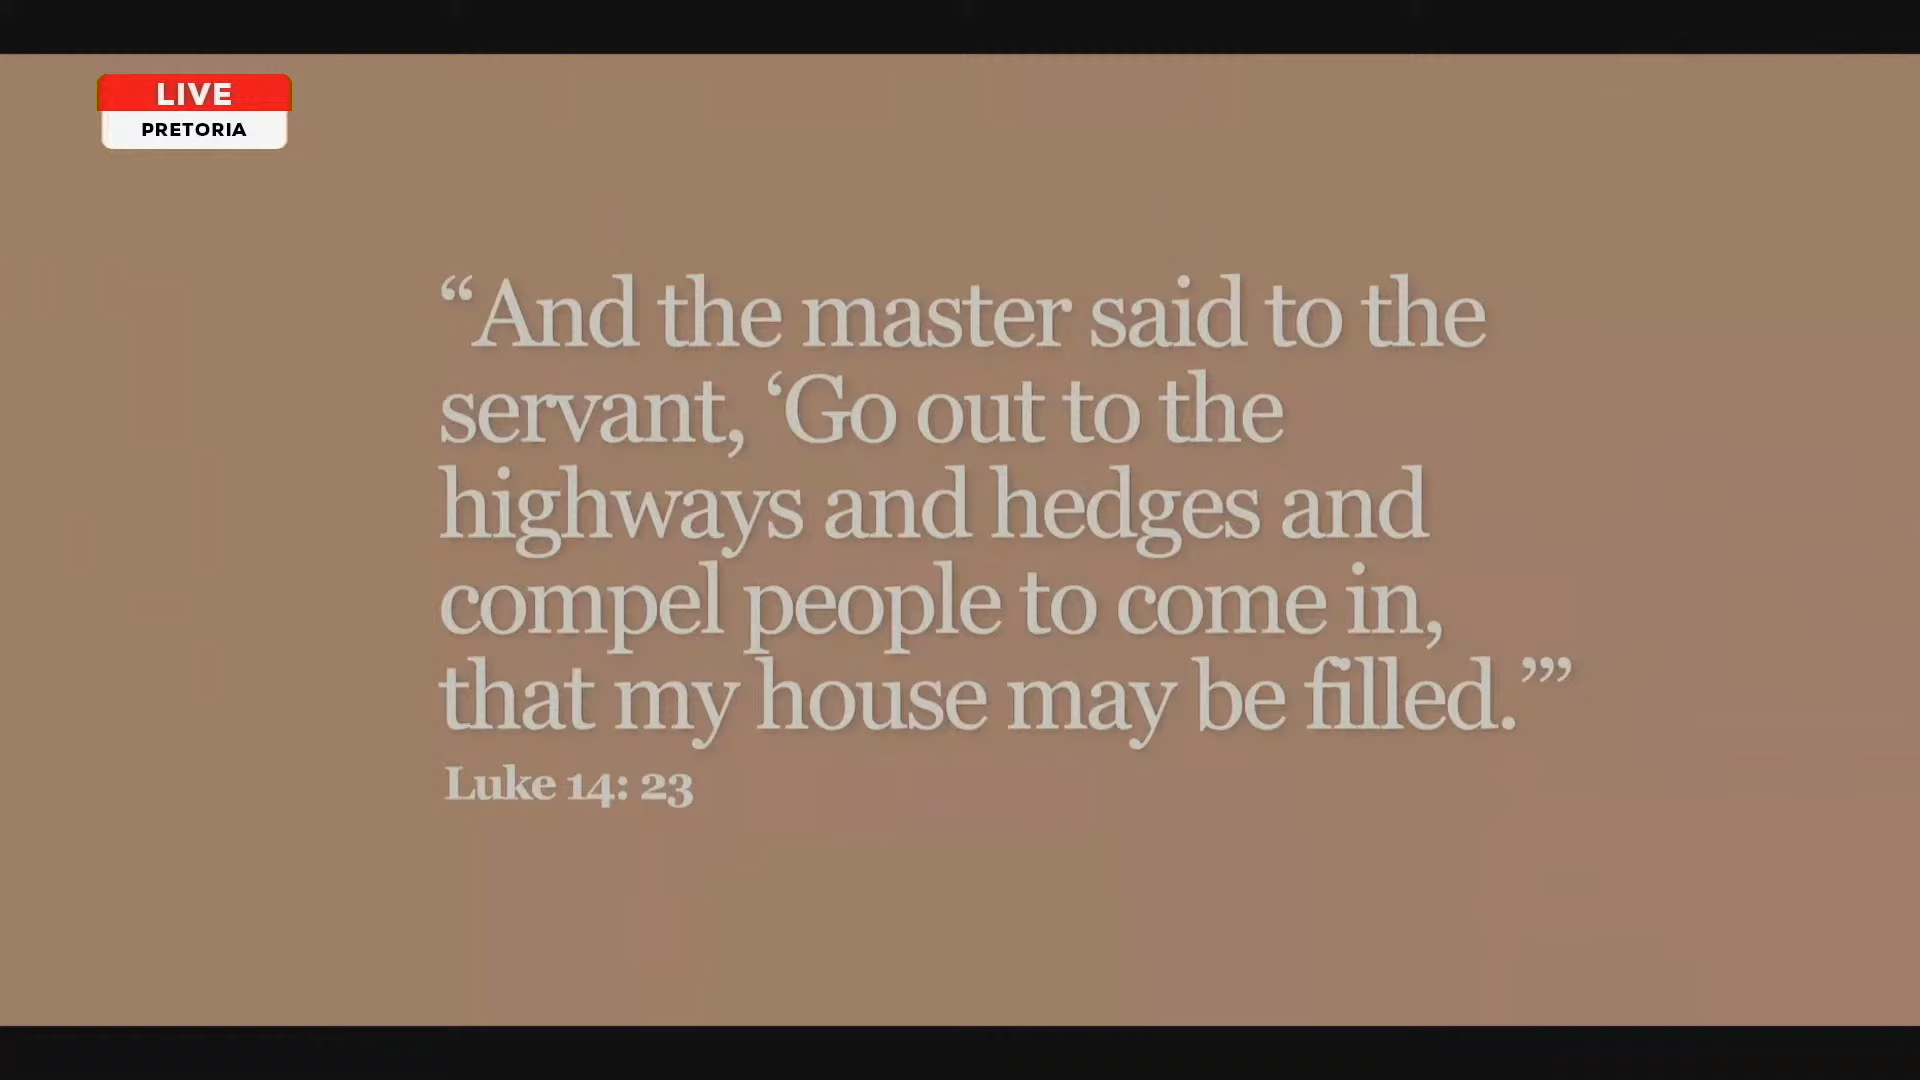 LIVE
PRETORIA
“And the master said to the
servant, ‘Go out to the
highways and hedges and
compel people to come in,
that my house may be filled.’”
Luke 14: 23